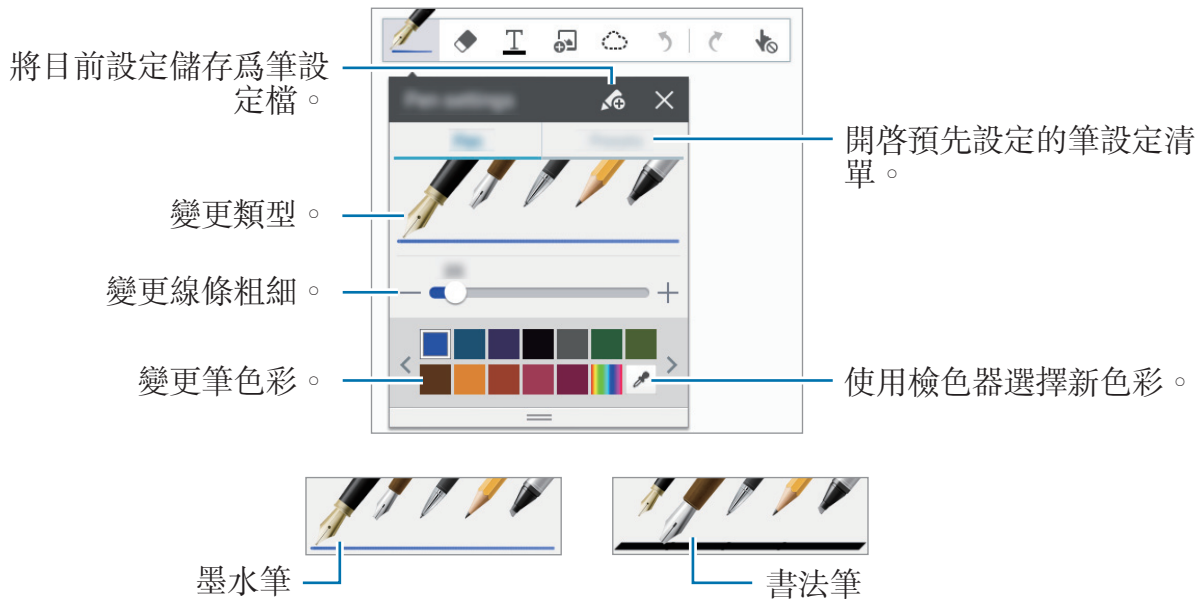 將目前設定儲存爲筆設
定檔。
開啓預先設定的筆設定清
單。
變更類型。
變更線條粗細。
變更筆色彩。
使用檢色器選擇新色彩。
墨水筆
書法筆